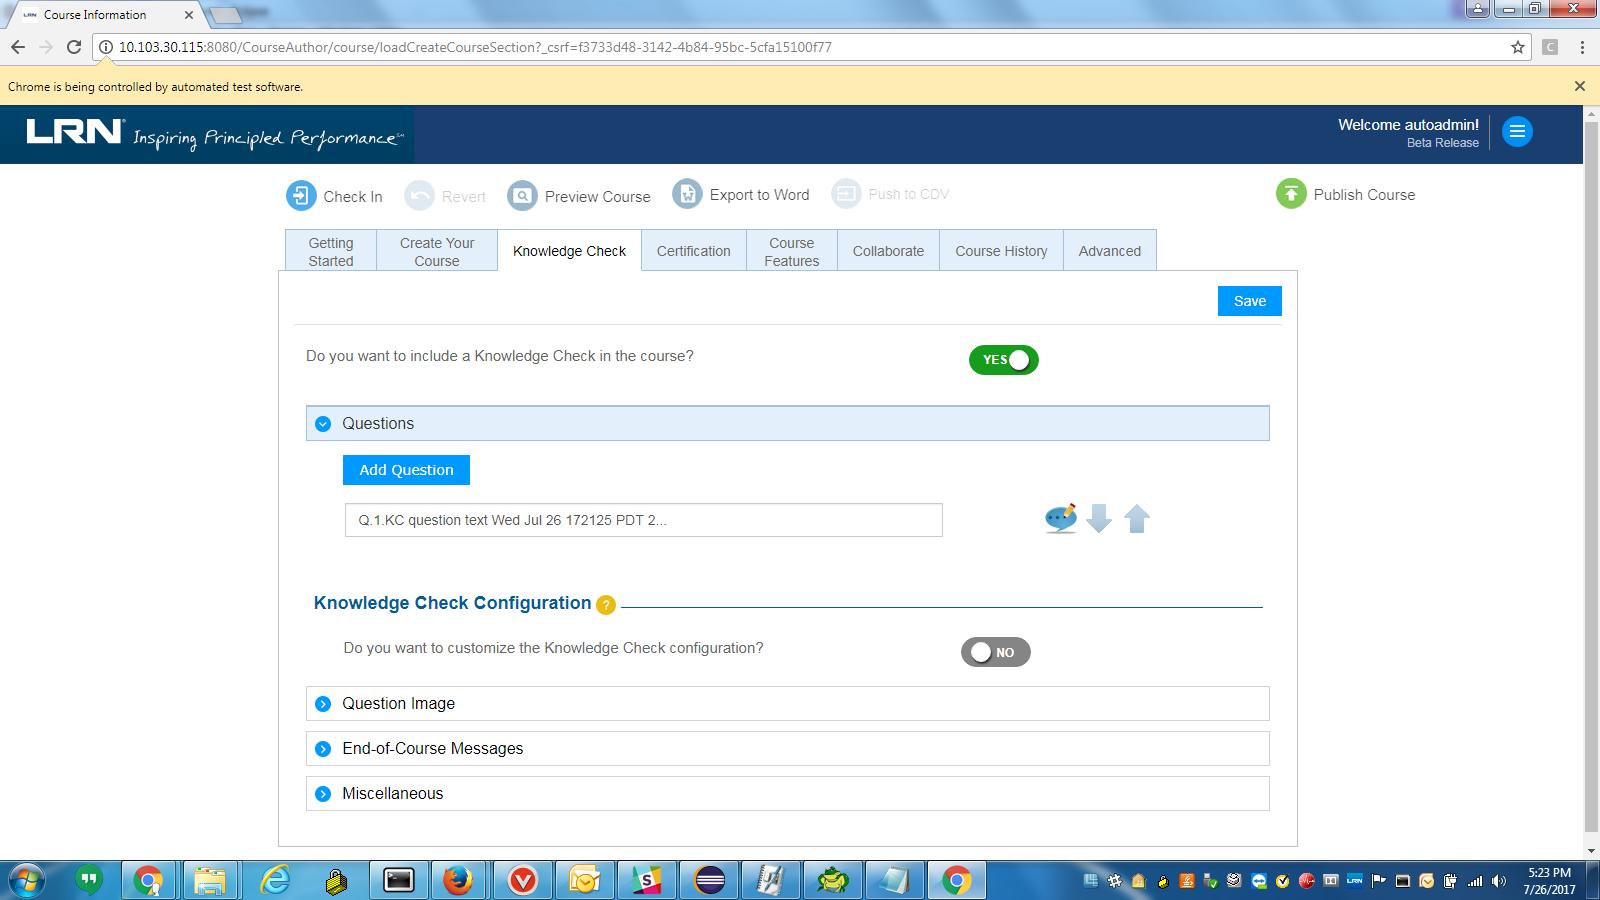 Course Information
10.103.30.115:8080/CourseAuthor/course/loadCreateCourseSection?_csrf=f3733d48-3142-4b84-95bc-5cfa15100f77
Chrome is being controlled by automated test software.
LRN Inspiring Principled Performance
Welcome autoadmin!
Beta Release
Check In
Revert
Preview Course
Export to Word
Push to CDV
Publish Course
Getting Started
Create Your Course
Knowledge Check
Certification
Course Features
Collaborate
Course History
Advanced
Save
Do you want to include a Knowledge Check in the course?
YES
Questions
Add Question
Q.1.KC question text Wed Jul 26 172125 PDT 2...
Knowledge Check Configuration ?
Do you want to customize the Knowledge Check configuration?
NO
Question Image
End-of-Course Messages
Miscellaneous
5:23 PM
7/26/2017